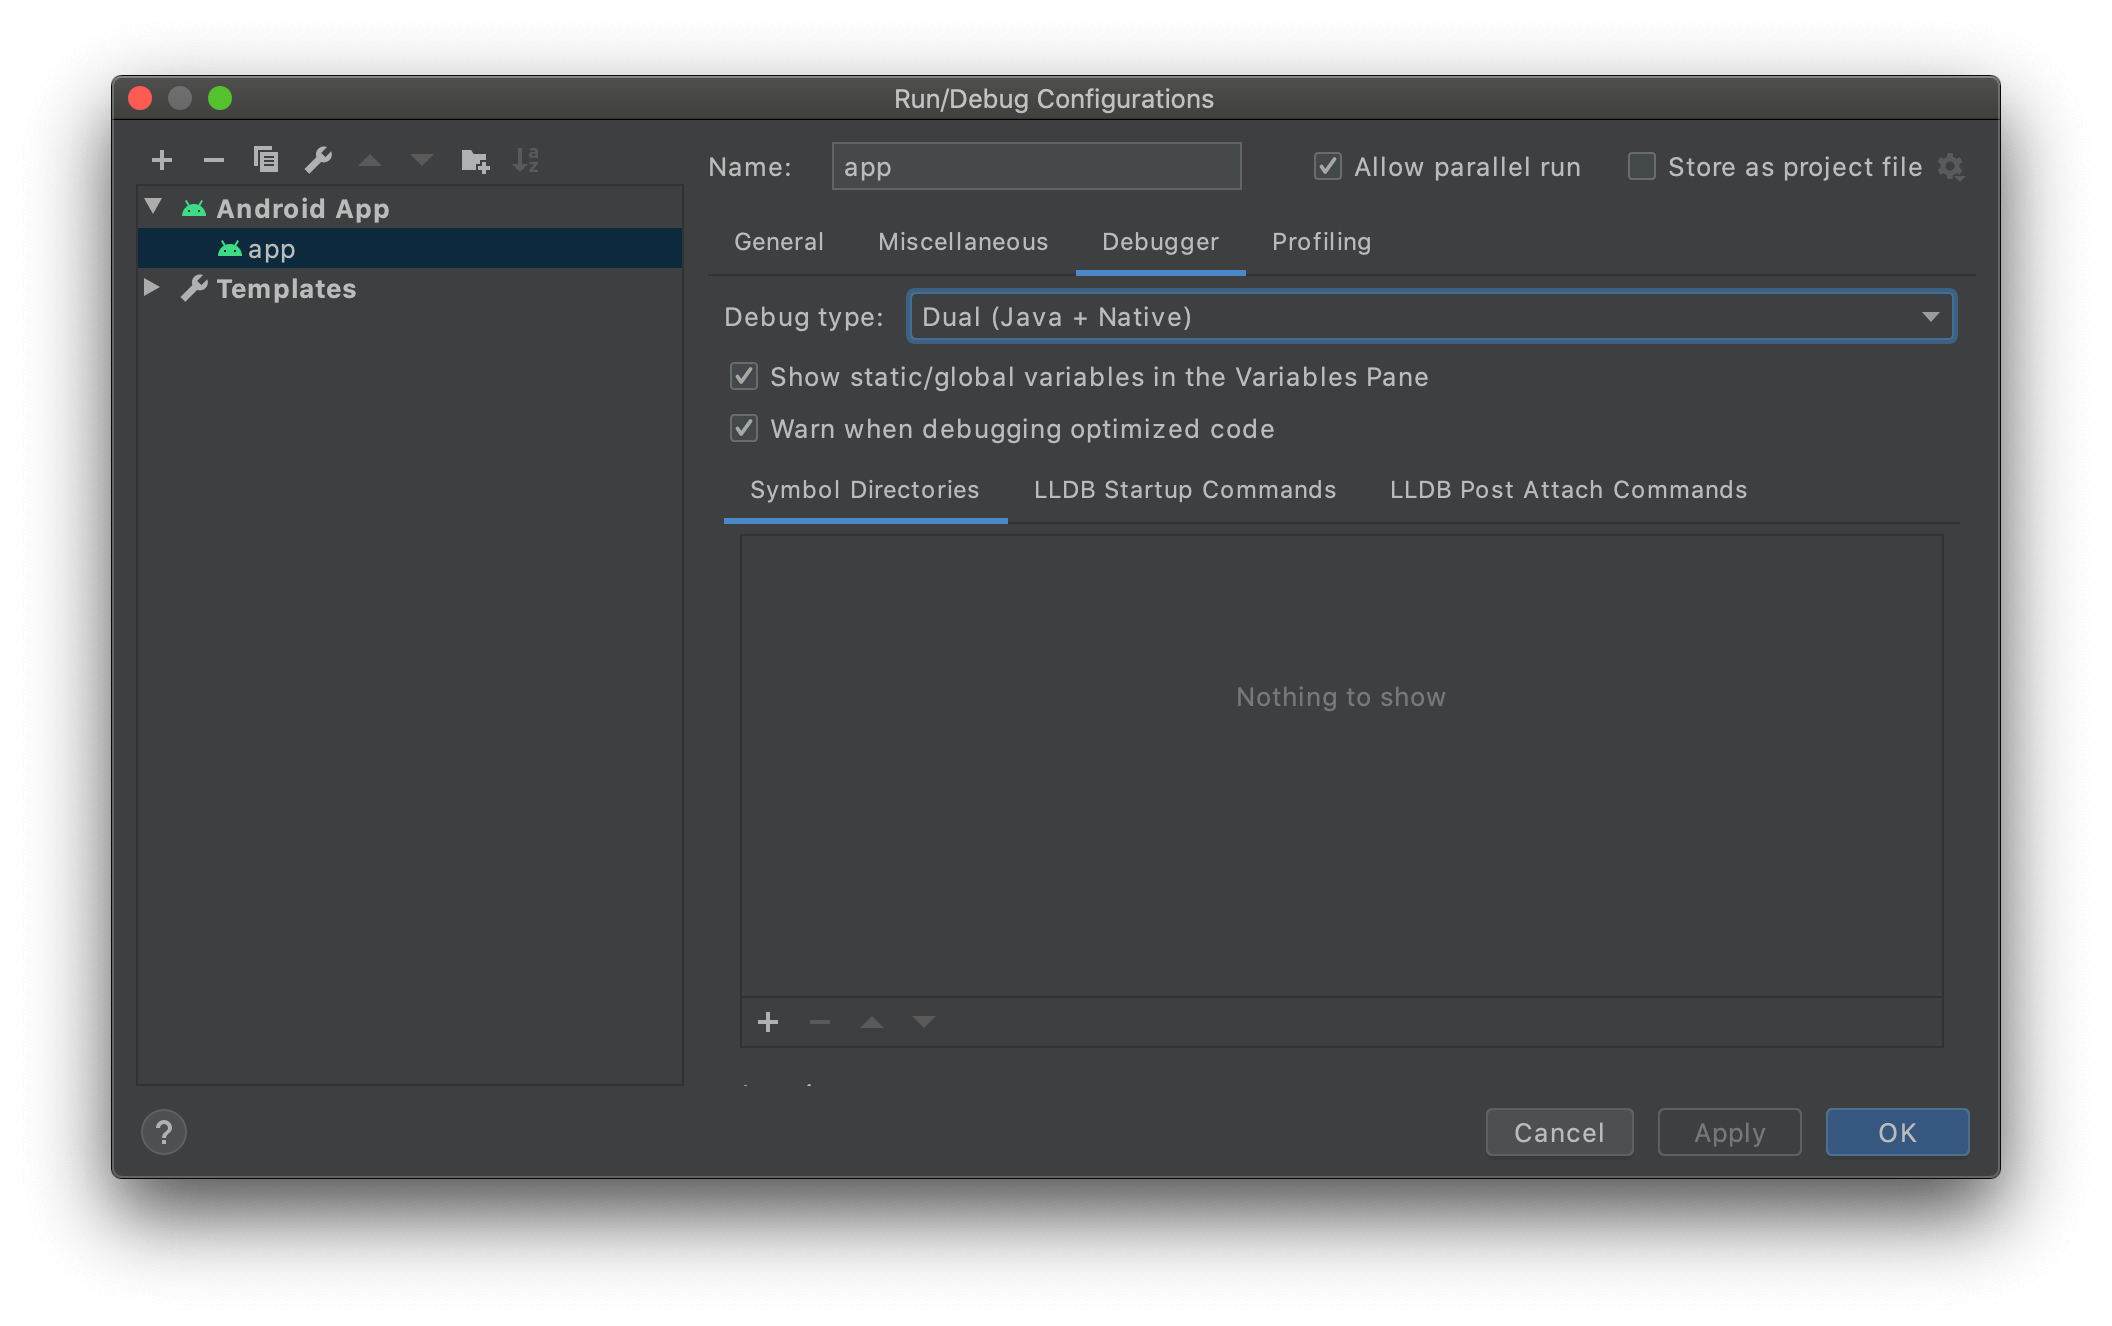 Run/Debug Configurations
Name: app Allow parallel run Store as project file
Android App
app
Templates
General Miscellaneous Debugger Profiling
Debug type: Dual (Java + Native)
Show static/global variables in the Variables Pane
Warn when debugging optimized code
Symbol Directories LLDB Startup Commands LLDB Post Attach Commands
Nothing to show
? Cancel Apply OK